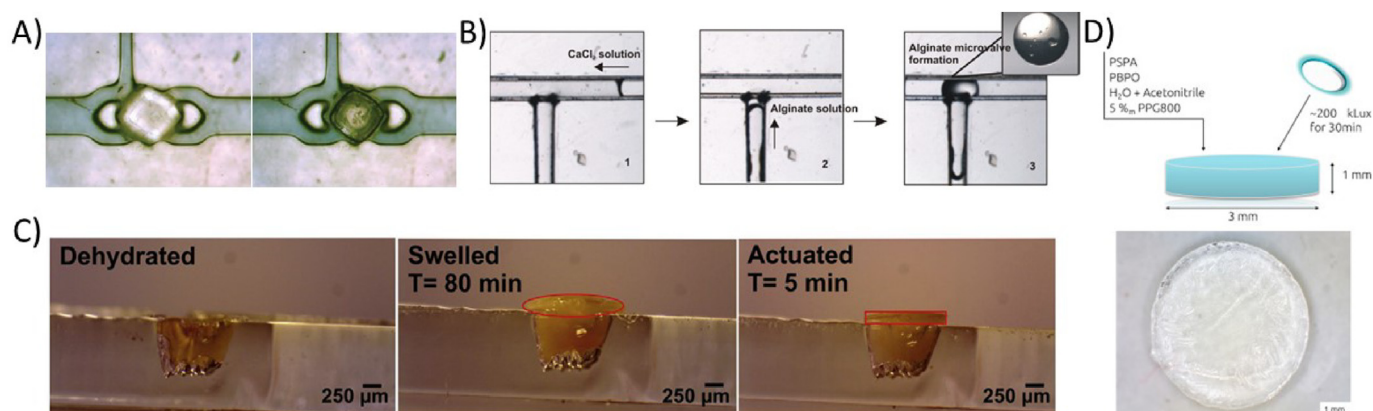 A)
B)
CaCl₂ solution
1
Alginate solution
2
Alginate microvalve
formation
3
C)
Dehydrated
250 µm
Swelled
T= 80 min
250 µm
Actuated
T= 5 min
250 µm
D)
PSPA
PBPO
H₂O + Acetonitrile
5 %ₘ PPG800
~200 kLux
for 30min
1 mm
3 mm
1 mm